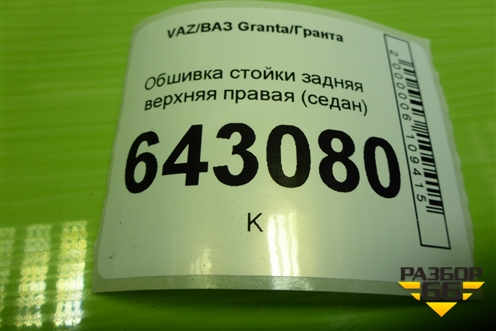 VAZ/ВАЗ Granta/Гранта
Обшивка стойки задняя
верхняя правая (седан)
643080
К
2000006109415
РАЗБОР
66